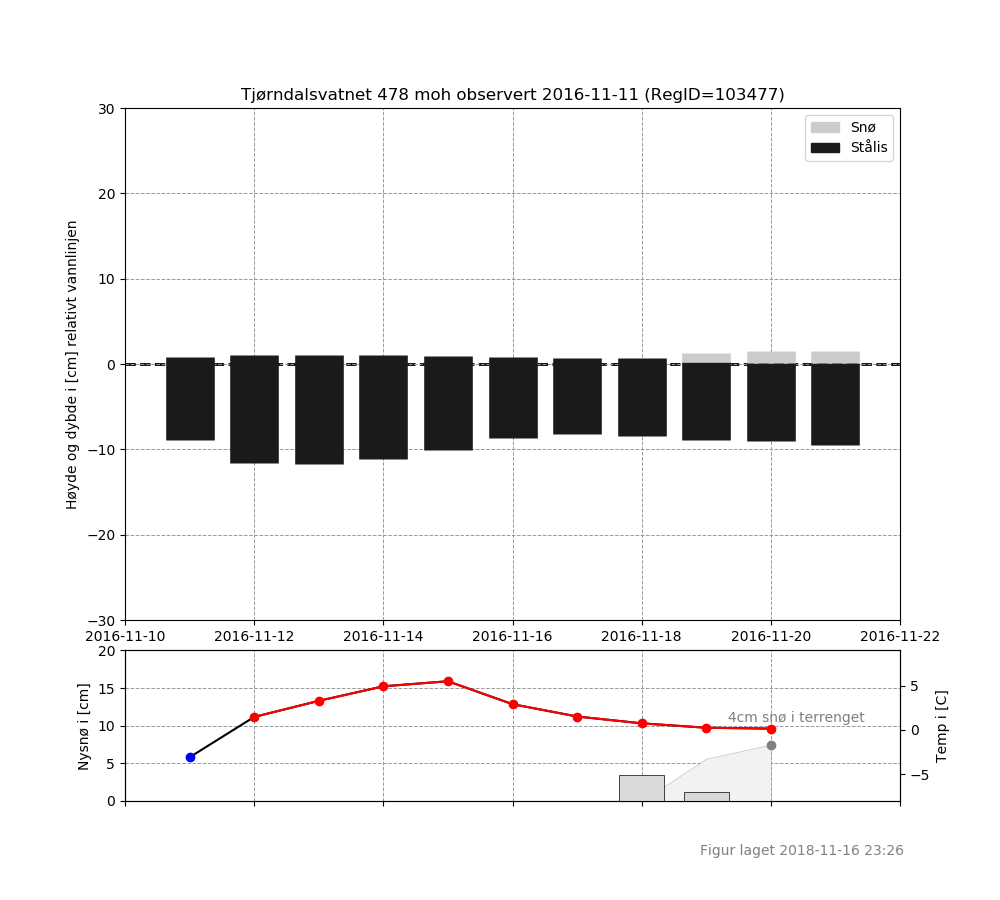 Tjørndalsvatnet 478 moh observert 2016-11-11 (RegID=103477)
Snø
Stålis
Høyde og dybde i [cm] relativt vannlinjen
30
20
10
0
−10
−20
−30
2016-11-10 2016-11-12 2016-11-14 2016-11-16 2016-11-18 2016-11-20 2016-11-22
Nysnø i [cm]
20
15
10
5
0
4cm snø i terrenget
5
0
−5
Temp i [C]
Figur laget 2018-11-16 23:26